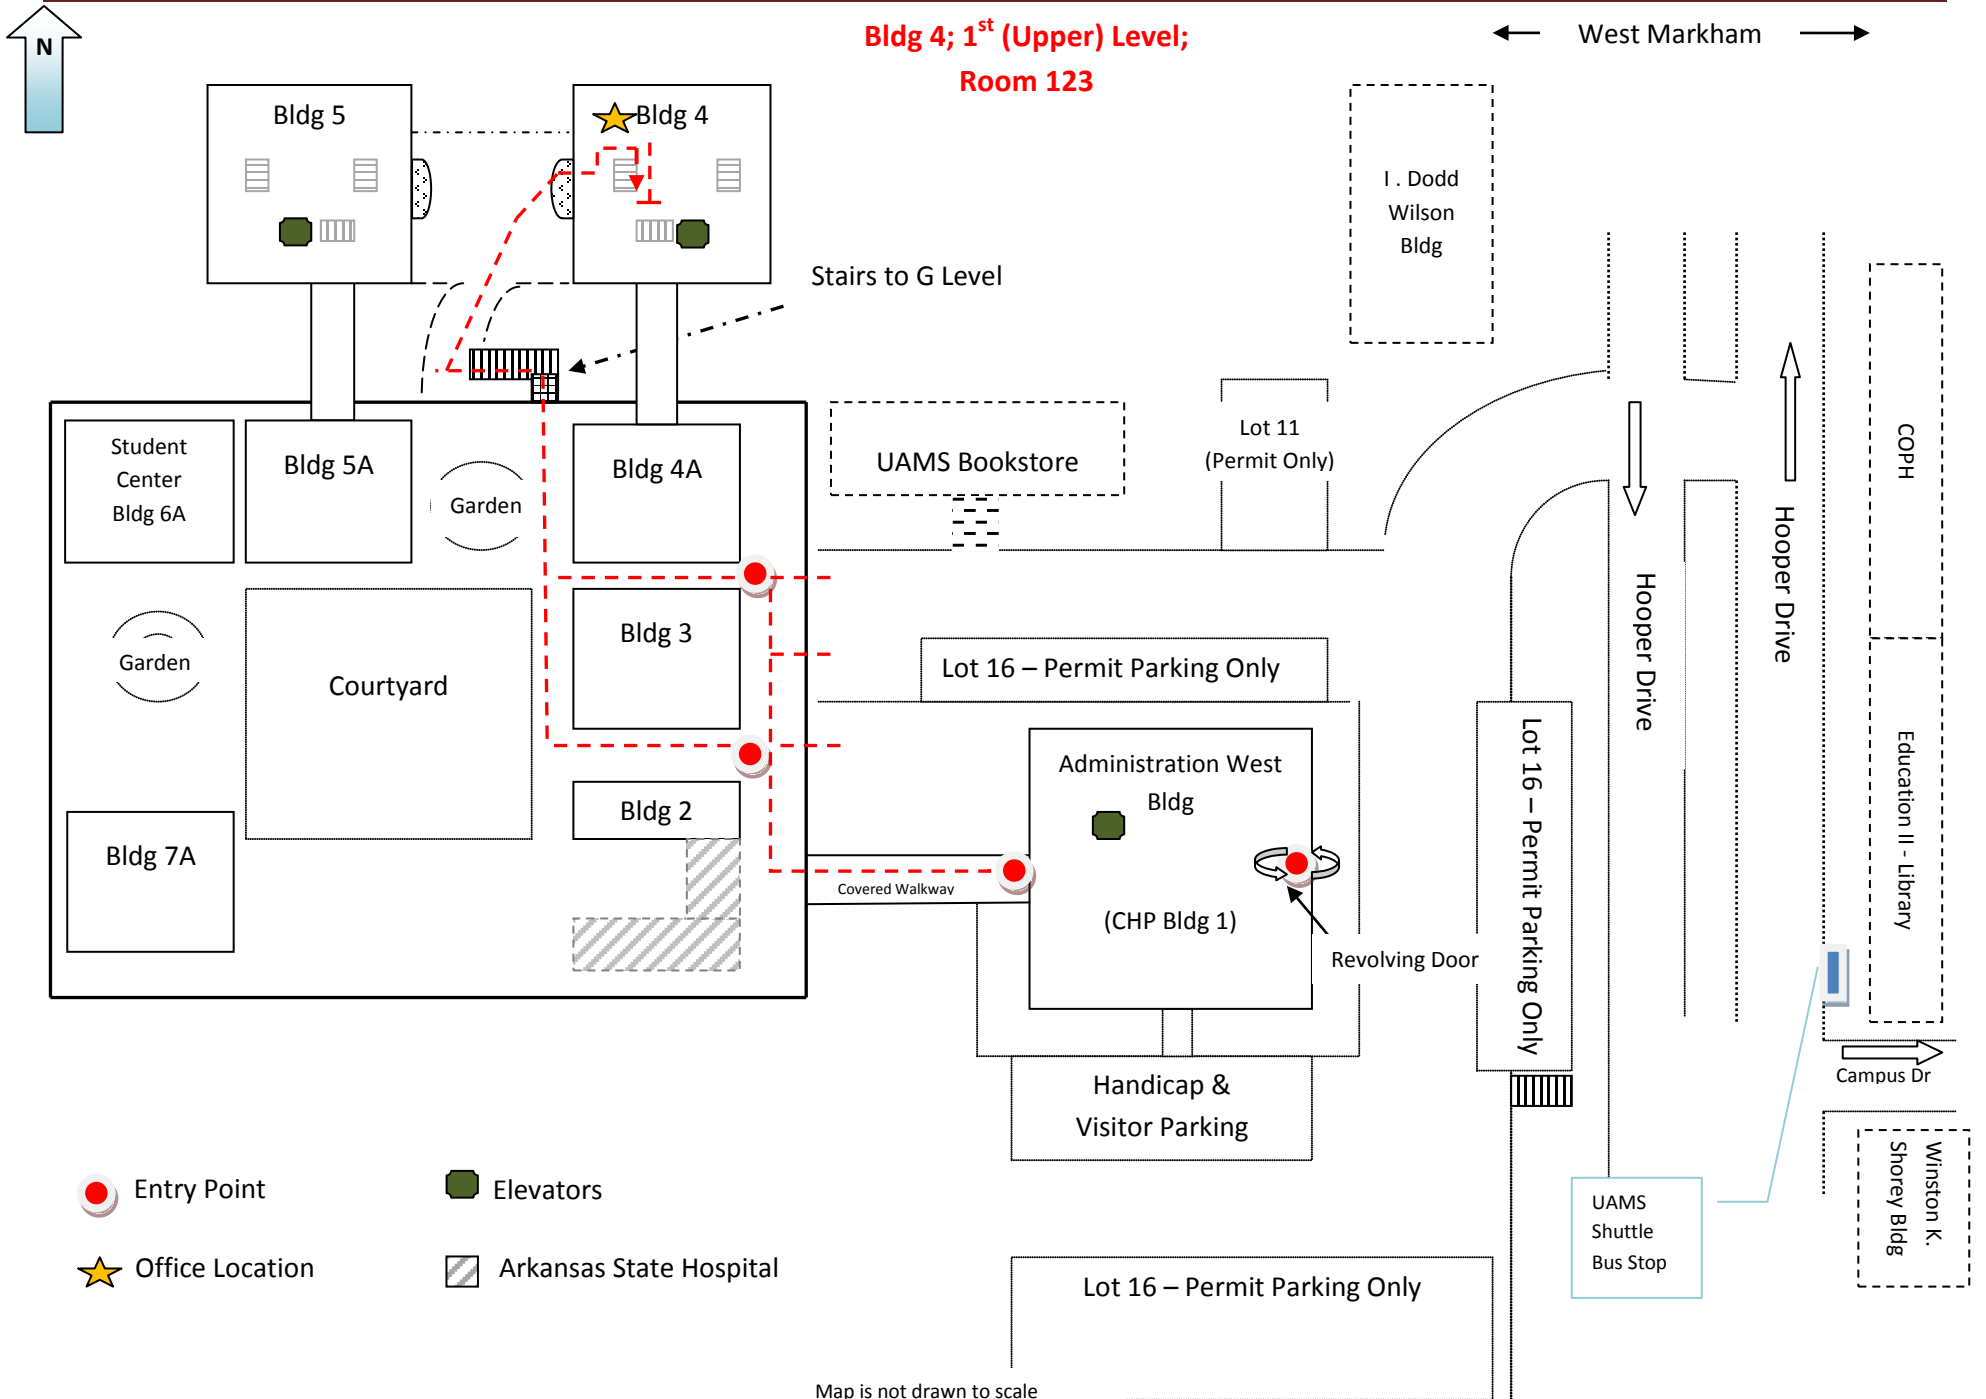 N
Bldg 4; 1st (Upper) Level;
Room 123
West Markham
Bldg 5
Bldg 4
I . Dodd
Wilson
Bldg
Stairs to G Level
Student
Center
Bldg 6A
Bldg 5A
Garden
Bldg 4A
UAMS Bookstore
Lot 11
(Permit Only)
COPH
Hooper Drive
Hooper Drive
Garden
Courtyard
Bldg 3
Lot 16 – Permit Parking Only
Bldg 2
Bldg 7A
Covered Walkway
Administration West
Bldg
(CHP Bldg 1)
Revolving Door
Lot 16 – Permit Parking Only
Education II - Library
Handicap &
Visitor Parking
Campus Dr
Winston K.
Shorey Bldg
Entry Point
Elevators
Office Location
Arkansas State Hospital
UAMS
Shuttle
Bus Stop
Lot 16 – Permit Parking Only
Map is not drawn to scale